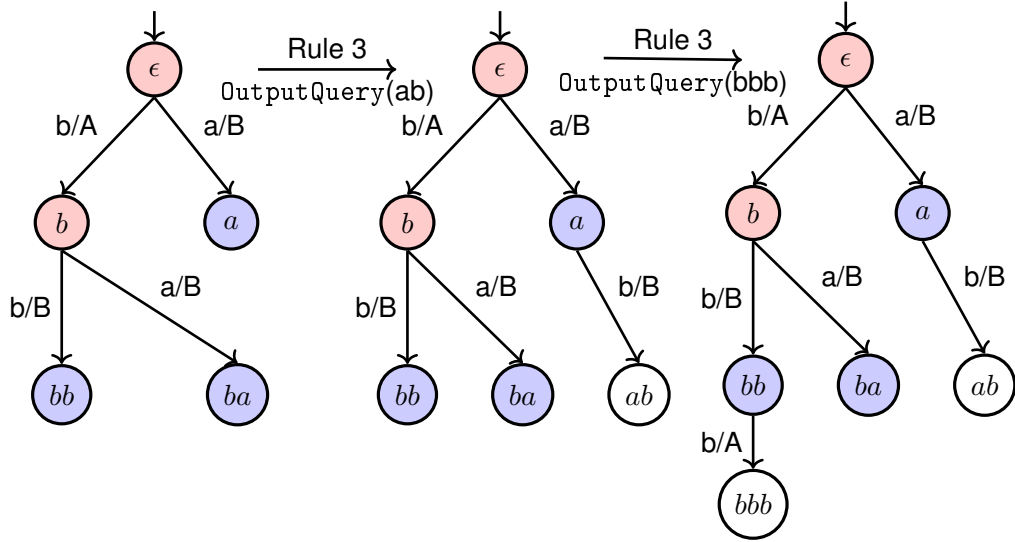 ϵ
b/A
a/B
b
a
b/B
a/B
bb
ba
Rule 3
OutputQuery(ab)
ϵ
b/A
a/B
b
a
b/B
a/B
b/B
bb
ba
ab
Rule 3
OutputQuery(bbb)
ϵ
b/A
a/B
b
a
b/B
a/B
b/B
bb
ba
ab
b/A
bbb